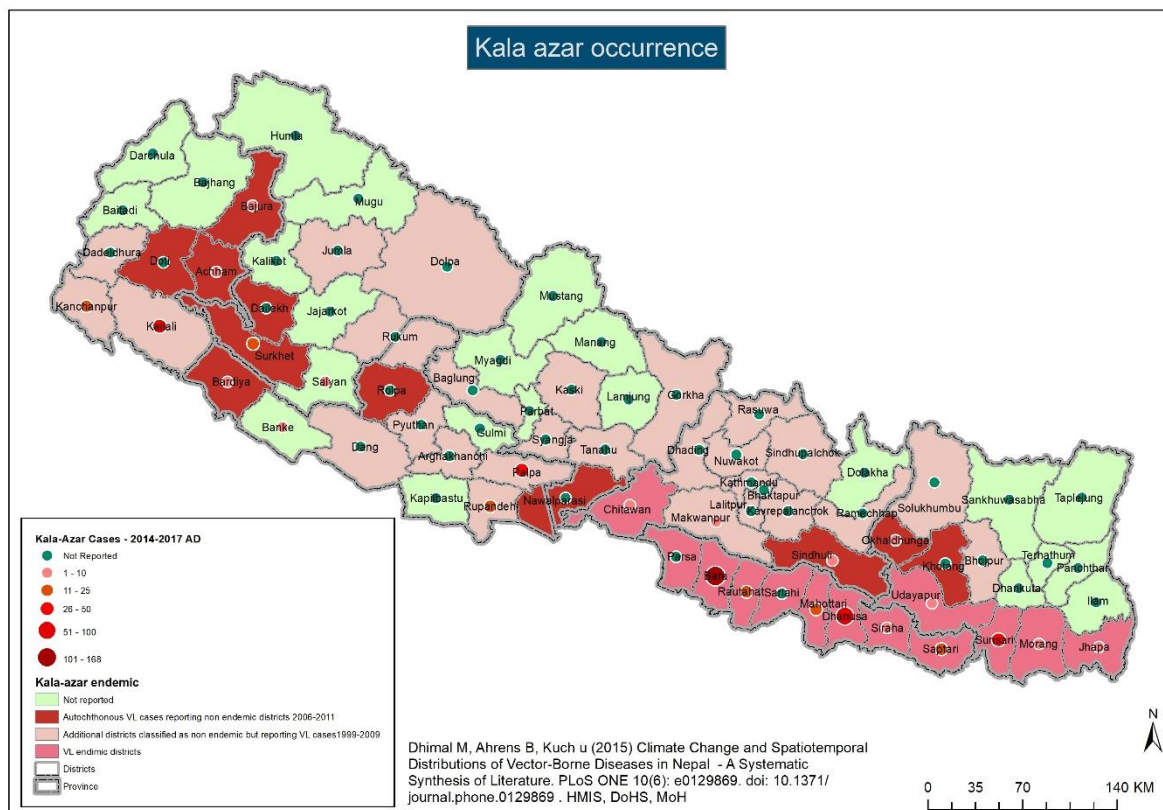 Kala azar occurrence
Humla
Darchula
Bajhang
Bajura
Mugu
Baitadi
Dadeldhura
Doti
Achham
Kalikot
Jumla
Dolpa
Kanchanpur
Kailali
Dailekh
Jajarkot
Mustang
Surkhet
Rukum
Manang
Bardiya
Salyan
Rolpa
Myagdi
Baglung
Kaski
Lamjung
Gorkha
Banke
Pyuthan
Parbat
Gulmi
Syangja
Tanahu
Rasuwa
Dang
Arghakhanchi
Palpa
Dhading
Nuwakot
Sindhupalchok
Dolakha
Kapilbastu
Rupandehi
Nawalparasi
Chitawan
Kathmandu
Bhaktapur
Lalitpur
Kavrepalanchok
Makwanpur
Ramechhap
Solukhumbu
Sankhuwasabha
Taplejung
Okhaldhunga
Sindhuli
Khotang
Bhojpur
Terhathum
Panchthar
Dhankuta
Ilam
Parsa
Bara
Rautahat
Sarlahi
Mahottari
Dhanusa
Siraha
Udayapur
Saptari
Sunsari
Morang
Jhapa
Kala-Azar Cases - 2014-2017 AD
Not Reported
1 - 10
11 - 25
26 - 50
51 - 100
101 - 168
Kala-azar endemic
Not reported
Autochthonous VL cases reporting non endemic districts 2006-2011
Additional districts classified as non endemic but reporting VL cases1999-2009
VL endimic districts
Districts
Province
Dhimal M, Ahrens B, Kuch u (2015) Climate Change and Spatiotemporal
Distributions of Vector-Borne Diseases in Nepal - A Systematic
Synthesis of Literature. PLoS ONE 10(6): e0129869. doi: 10.1371/
journal.phone.0129869 . HMIS, DoHS, MoH
N
0 35 70 140 KM